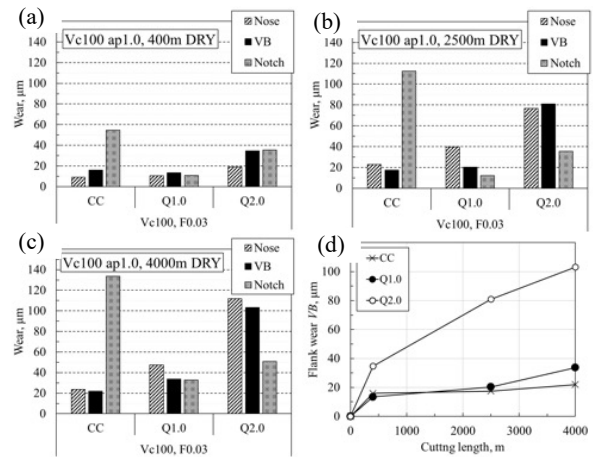 (a)
Vc100 ap1.0, 400m DRY
Nose
VB
Notch
Wear, μm
140
120
100
80
60
40
20
0
CC Q1.0 Q2.0
Vc100, F0.03
(b)
Vc100 ap1.0, 2500m DRY
Nose
VB
Notch
Wear, μm
140
120
100
80
60
40
20
0
CC Q1.0 Q2.0
Vc100, F0.03
(c)
Vc100 ap1.0, 4000m DRY
Nose
VB
Notch
Wear, μm
140
120
100
80
60
40
20
0
CC Q1.0 Q2.0
Vc100, F0.03
(d)
CC
Q1.0
Q2.0
Flank wear VB, μm
100
80
60
40
20
0
0 1000 2000 3000 4000
Cuttng length, m